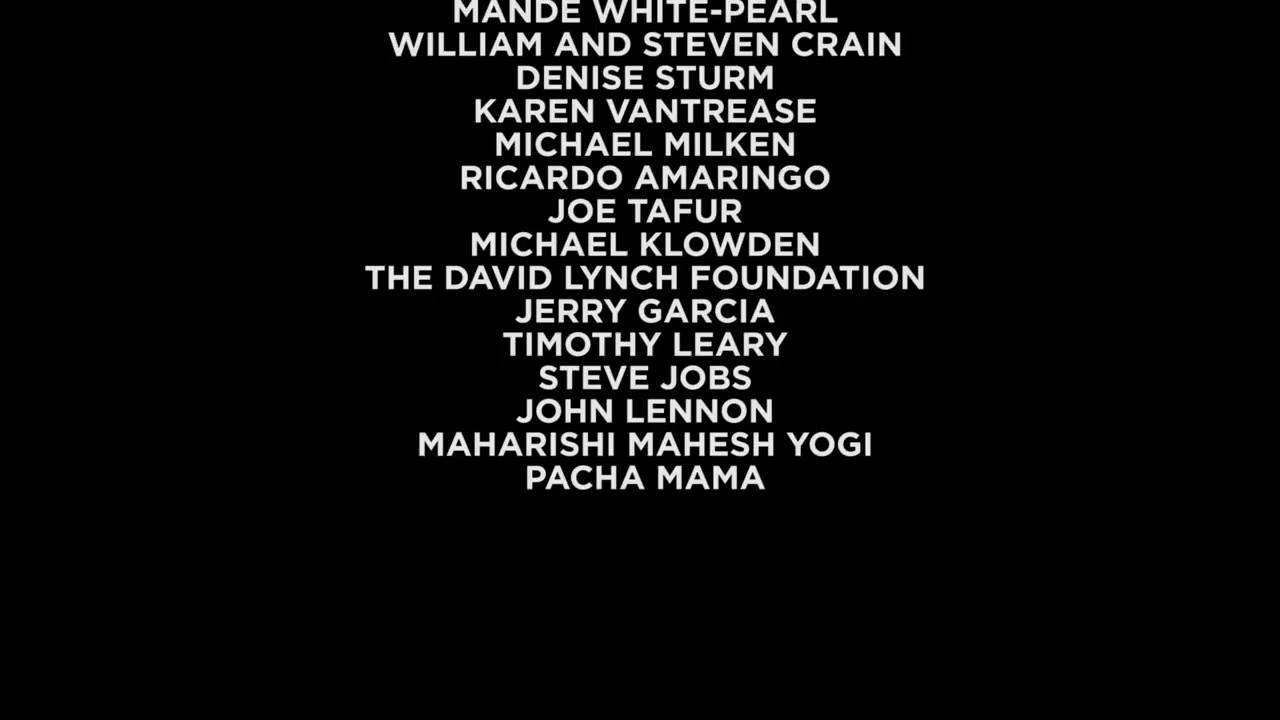 MANDE WHITE-PEARL
WILLIAM AND STEVEN CRAIN
DENISE STURM
KAREN VANTREASE
MICHAEL MILKEN
RICARDO AMARINGO
JOE TAFUR
MICHAEL KLOWDEN
THE DAVID LYNCH FOUNDATION
JERRY GARCIA
TIMOTHY LEARY
STEVE JOBS
JOHN LENNON
MAHARISHI MAHESH YOGI
PACHA MAMA